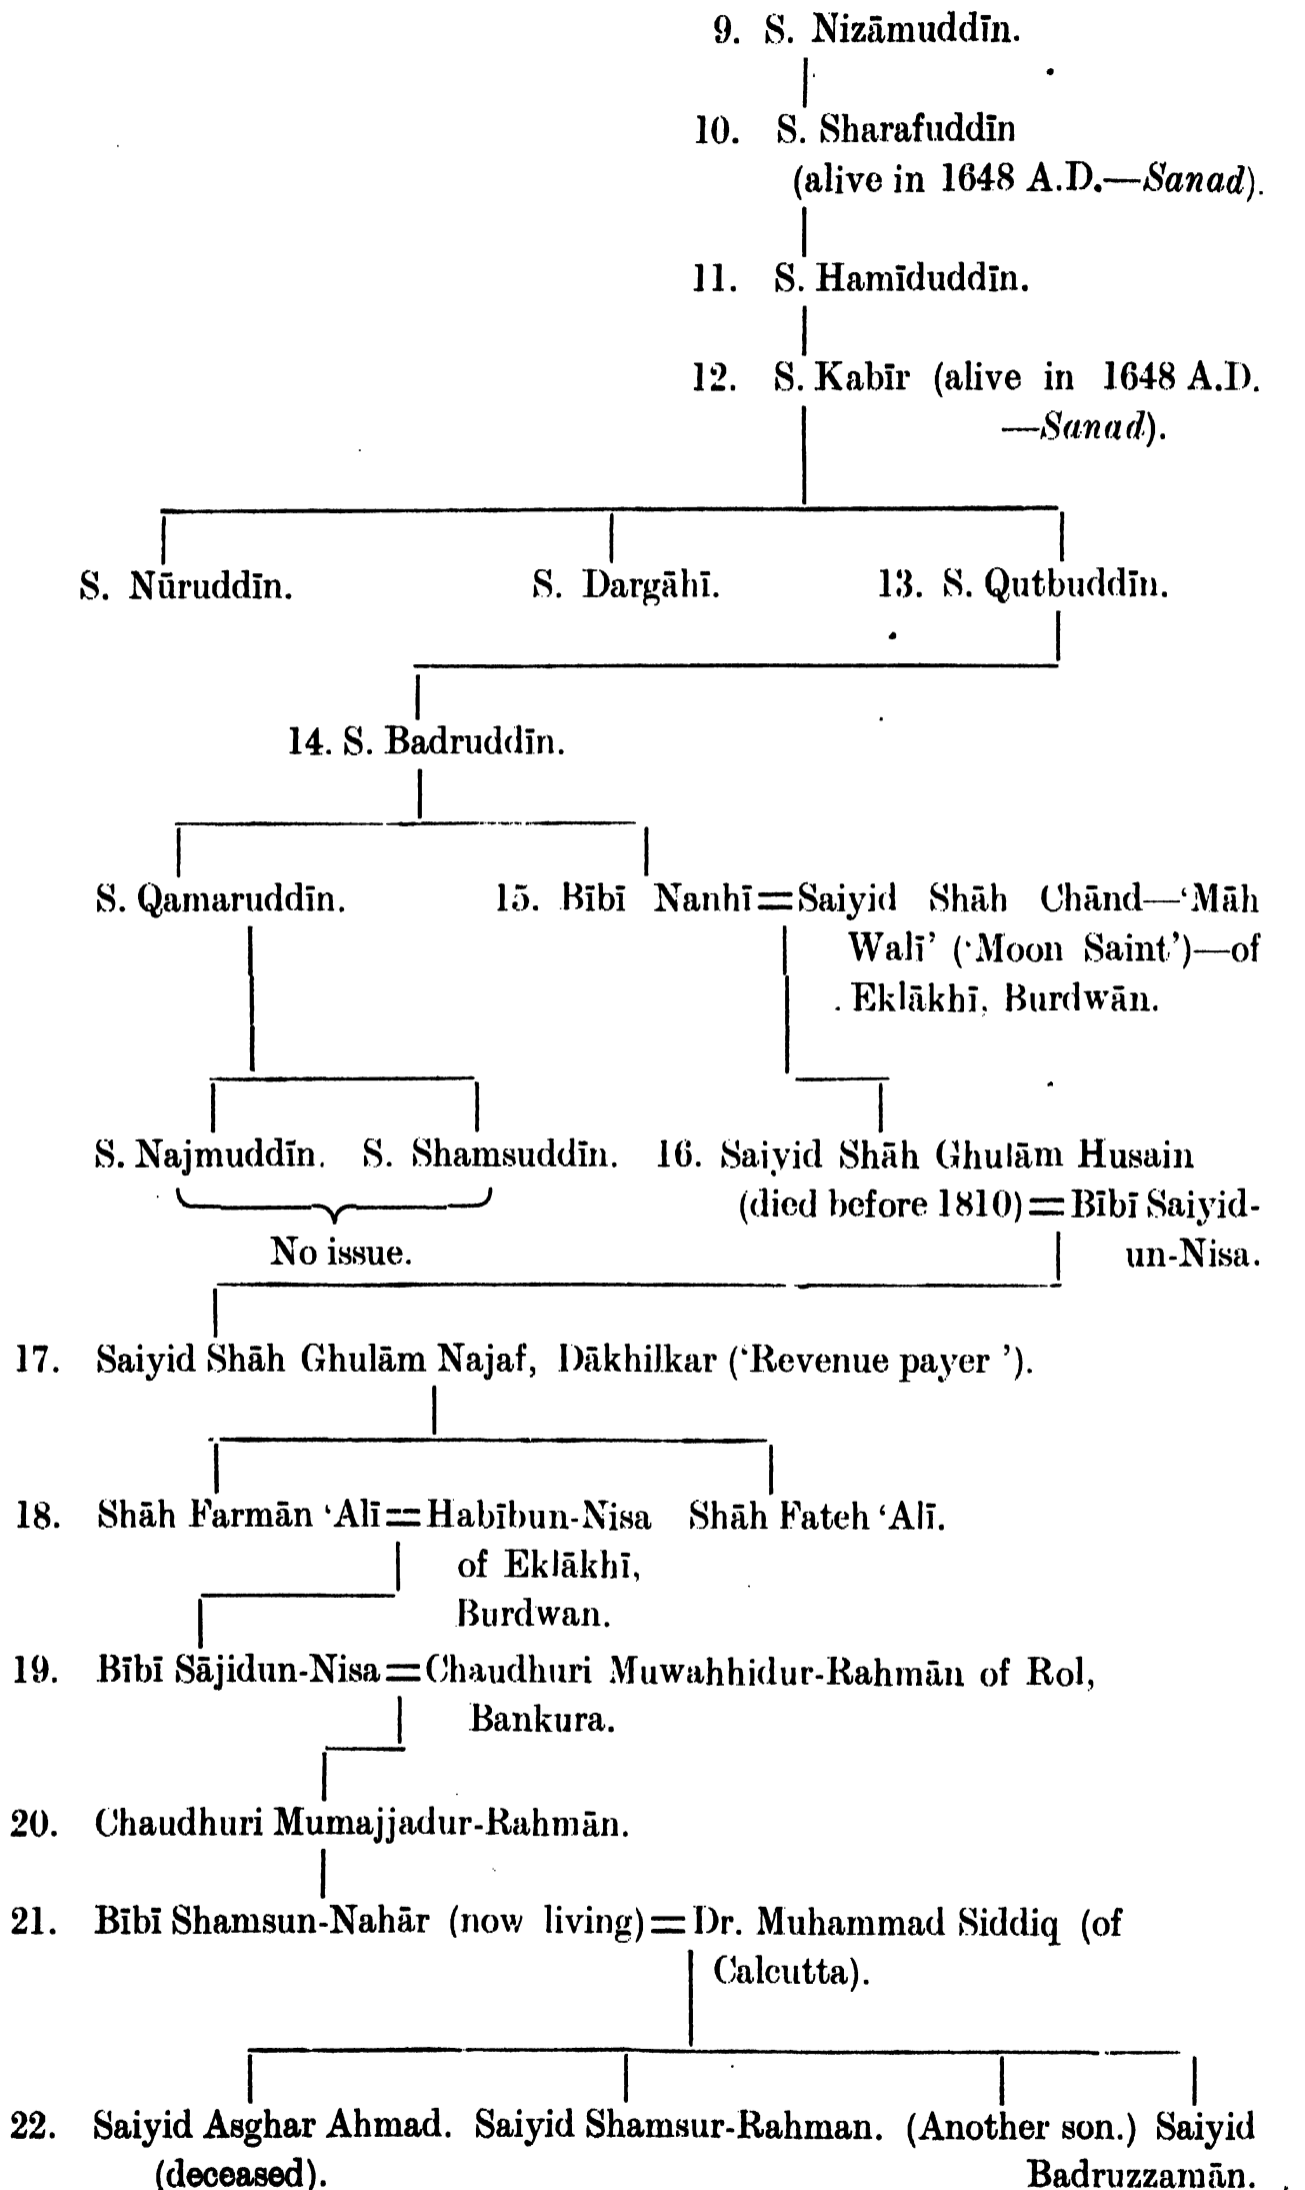 9. S. Nizāmuddīn.
10. S. Sharafuddīn
(alive in 1648 A.D.—Sanad).
11. S. Hamīduddīn.
12. S. Kabīr (alive in 1648 A.D.
—Sanad).
S. Nūruddīn. S. Dargāhī. 13. S. Qutbuddīn.
14. S. Badruddīn.
S. Qamaruddīn. 15. Bībī Nanhī=Saiyid Shāh Chānd—‘Māh
Walī’ (‘Moon Saint’)—of
Eklākhī, Burdwān.
S. Najmuddīn. S. Shamsuddīn. 16. Saiyid Shāh Ghulām Husain
(died before 1810)=Bībī Saiyid-
No issue. un-Nisa.
17. Saiyid Shāh Ghulām Najaf, Dākhilkar (‘Revenue payer ’).
18. Shāh Farmān ‘Alī=Habībun-Nisa Shāh Fateh ‘Alī.
of Eklākhī,
Burdwan.
19. Bībī Sājidun-Nisa=Chaudhuri Muwahhidur-Rahmān of Rol,
Bankura.
20. Chaudhuri Mumajjadur-Rahmān.
21. Bībī Shamsun-Nahār (now living)=Dr. Muhammad Siddiq (of
Calcutta).
22. Saiyid Asghar Ahmad. Saiyid Shamsur-Rahman. (Another son.) Saiyid
(deceased). Badruzzamān.